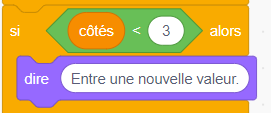 si côtés < 3 alors
dire Entre une nouvelle valeur.